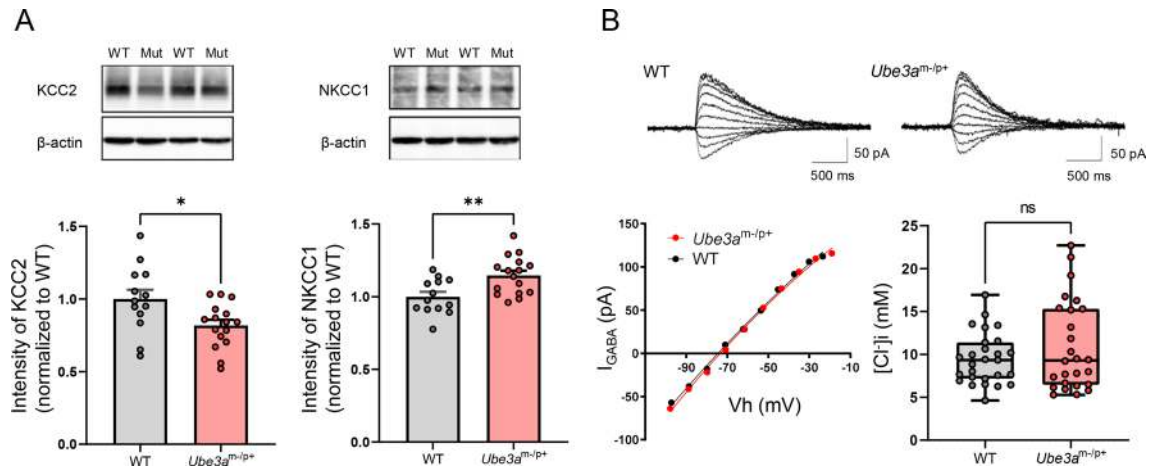 A
B
WT Mut WT Mut
KCC2
β-actin
WT Mut WT Mut
NKCC1
β-actin
WT
Ube3a^m-/p+
50 pA
500 ms
50 pA
500 ms
*
Intensity of KCC2
(normalized to WT)
1.5
1.0
0.5
0.0
WT
Ube3a^m-/p+
**
Intensity of NKCC1
(normalized to WT)
1.5
1.0
0.5
0.0
WT
Ube3a^m-/p+
I_GABA (pA)
150
100
50
0
-50
-100
-90 -70 -50 -30 -10
Vh (mV)
Ube3a^m-/p+
WT
ns
[Cl-]i (mM)
25
20
15
10
5
0
WT
Ube3a^m-/p+